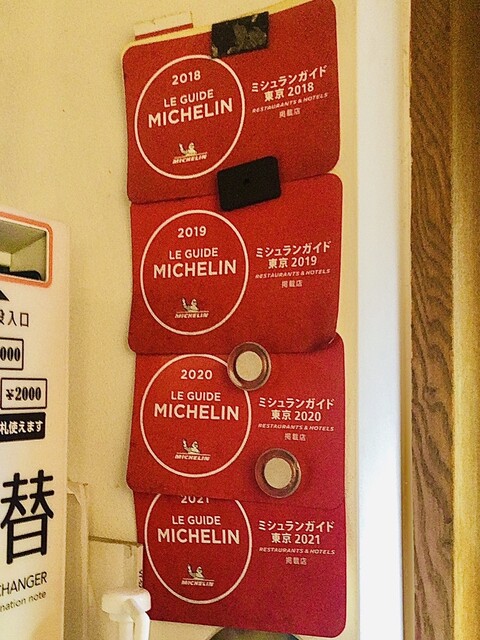 2018
LE GUIDE
MICHELIN
MICHELIN
ミシュランガイド
東京 2018
RESTAURANTS & HOTELS
掲載店
2019
LE GUIDE
MICHELIN
MICHELIN
ミシュランガイド
東京 2019
RESTAURANTS & HOTELS
掲載店
2020
LE GUIDE
MICHELIN
MICHELIN
ミシュランガイド
東京 2020
RESTAURANTS & HOTELS
掲載店
2021
LE GUIDE
MICHELIN
MICHELIN
ミシュランガイド
東京 2021
RESTAURANTS & HOTELS
掲載店
入口
000
¥2000
札使えます
替
CHANGER
note